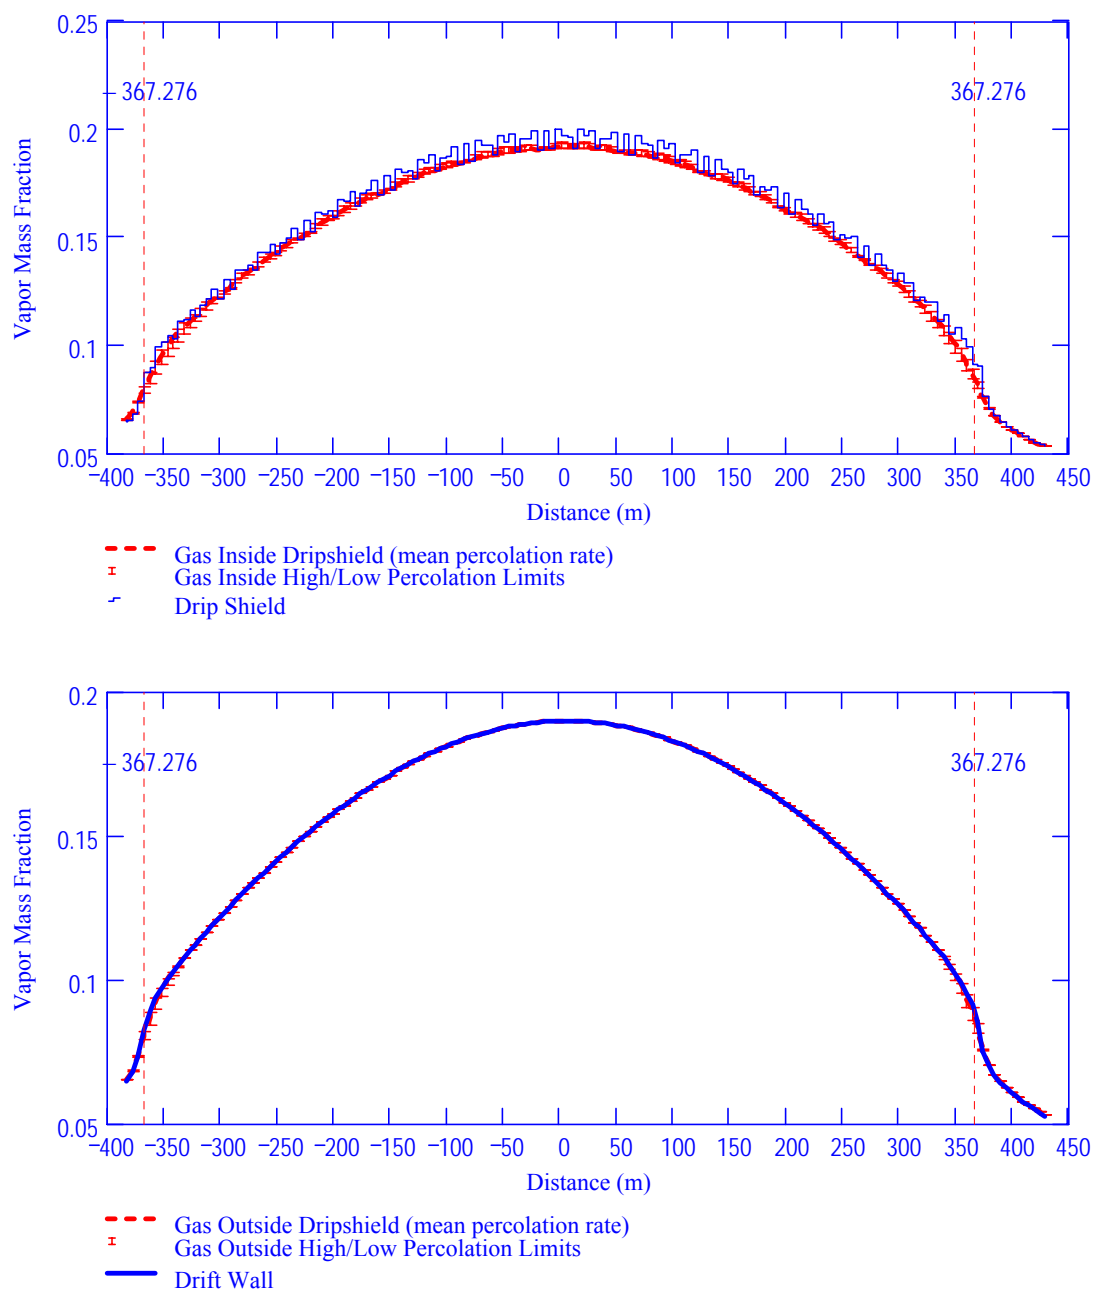 0.25
− 367.276
367.276
0.2
0.15
0.1
0.05
Vapor Mass Fraction
−400 −350 −300 −250 −200 −150 −100 −50 0 50 100 150 200 250 300 350 400 450
Distance (m)
Gas Inside Dripshield (mean percolation rate)
Gas Inside High/Low Percolation Limits
Drip Shield
0.2
− 367.276
367.276
0.15
0.1
0.05
Vapor Mass Fraction
−400 −350 −300 −250 −200 −150 −100 −50 0 50 100 150 200 250 300 350 400 450
Distance (m)
Gas Outside Dripshield (mean percolation rate)
Gas Outside High/Low Percolation Limits
Drift Wall